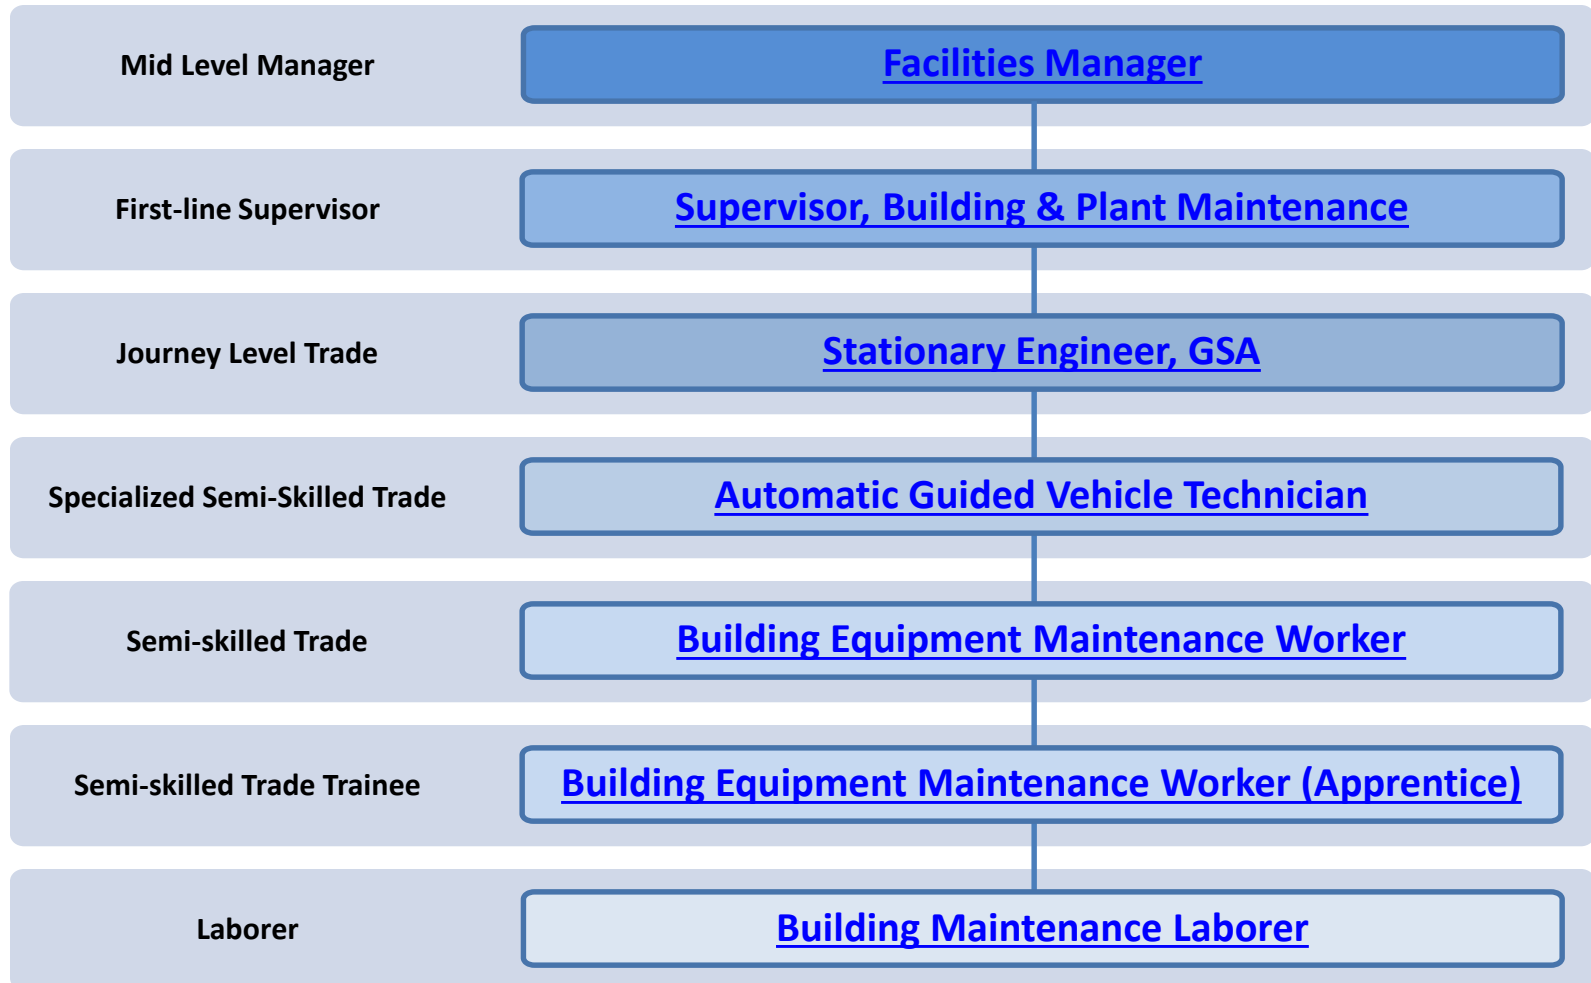 Mid Level Manager
Facilities Manager
First-line Supervisor
Supervisor, Building & Plant Maintenance
Journey Level Trade
Stationary Engineer, GSA
Specialized Semi-Skilled Trade
Automatic Guided Vehicle Technician
Semi-skilled Trade
Building Equipment Maintenance Worker
Semi-skilled Trade Trainee
Building Equipment Maintenance Worker (Apprentice)
Laborer
Building Maintenance Laborer